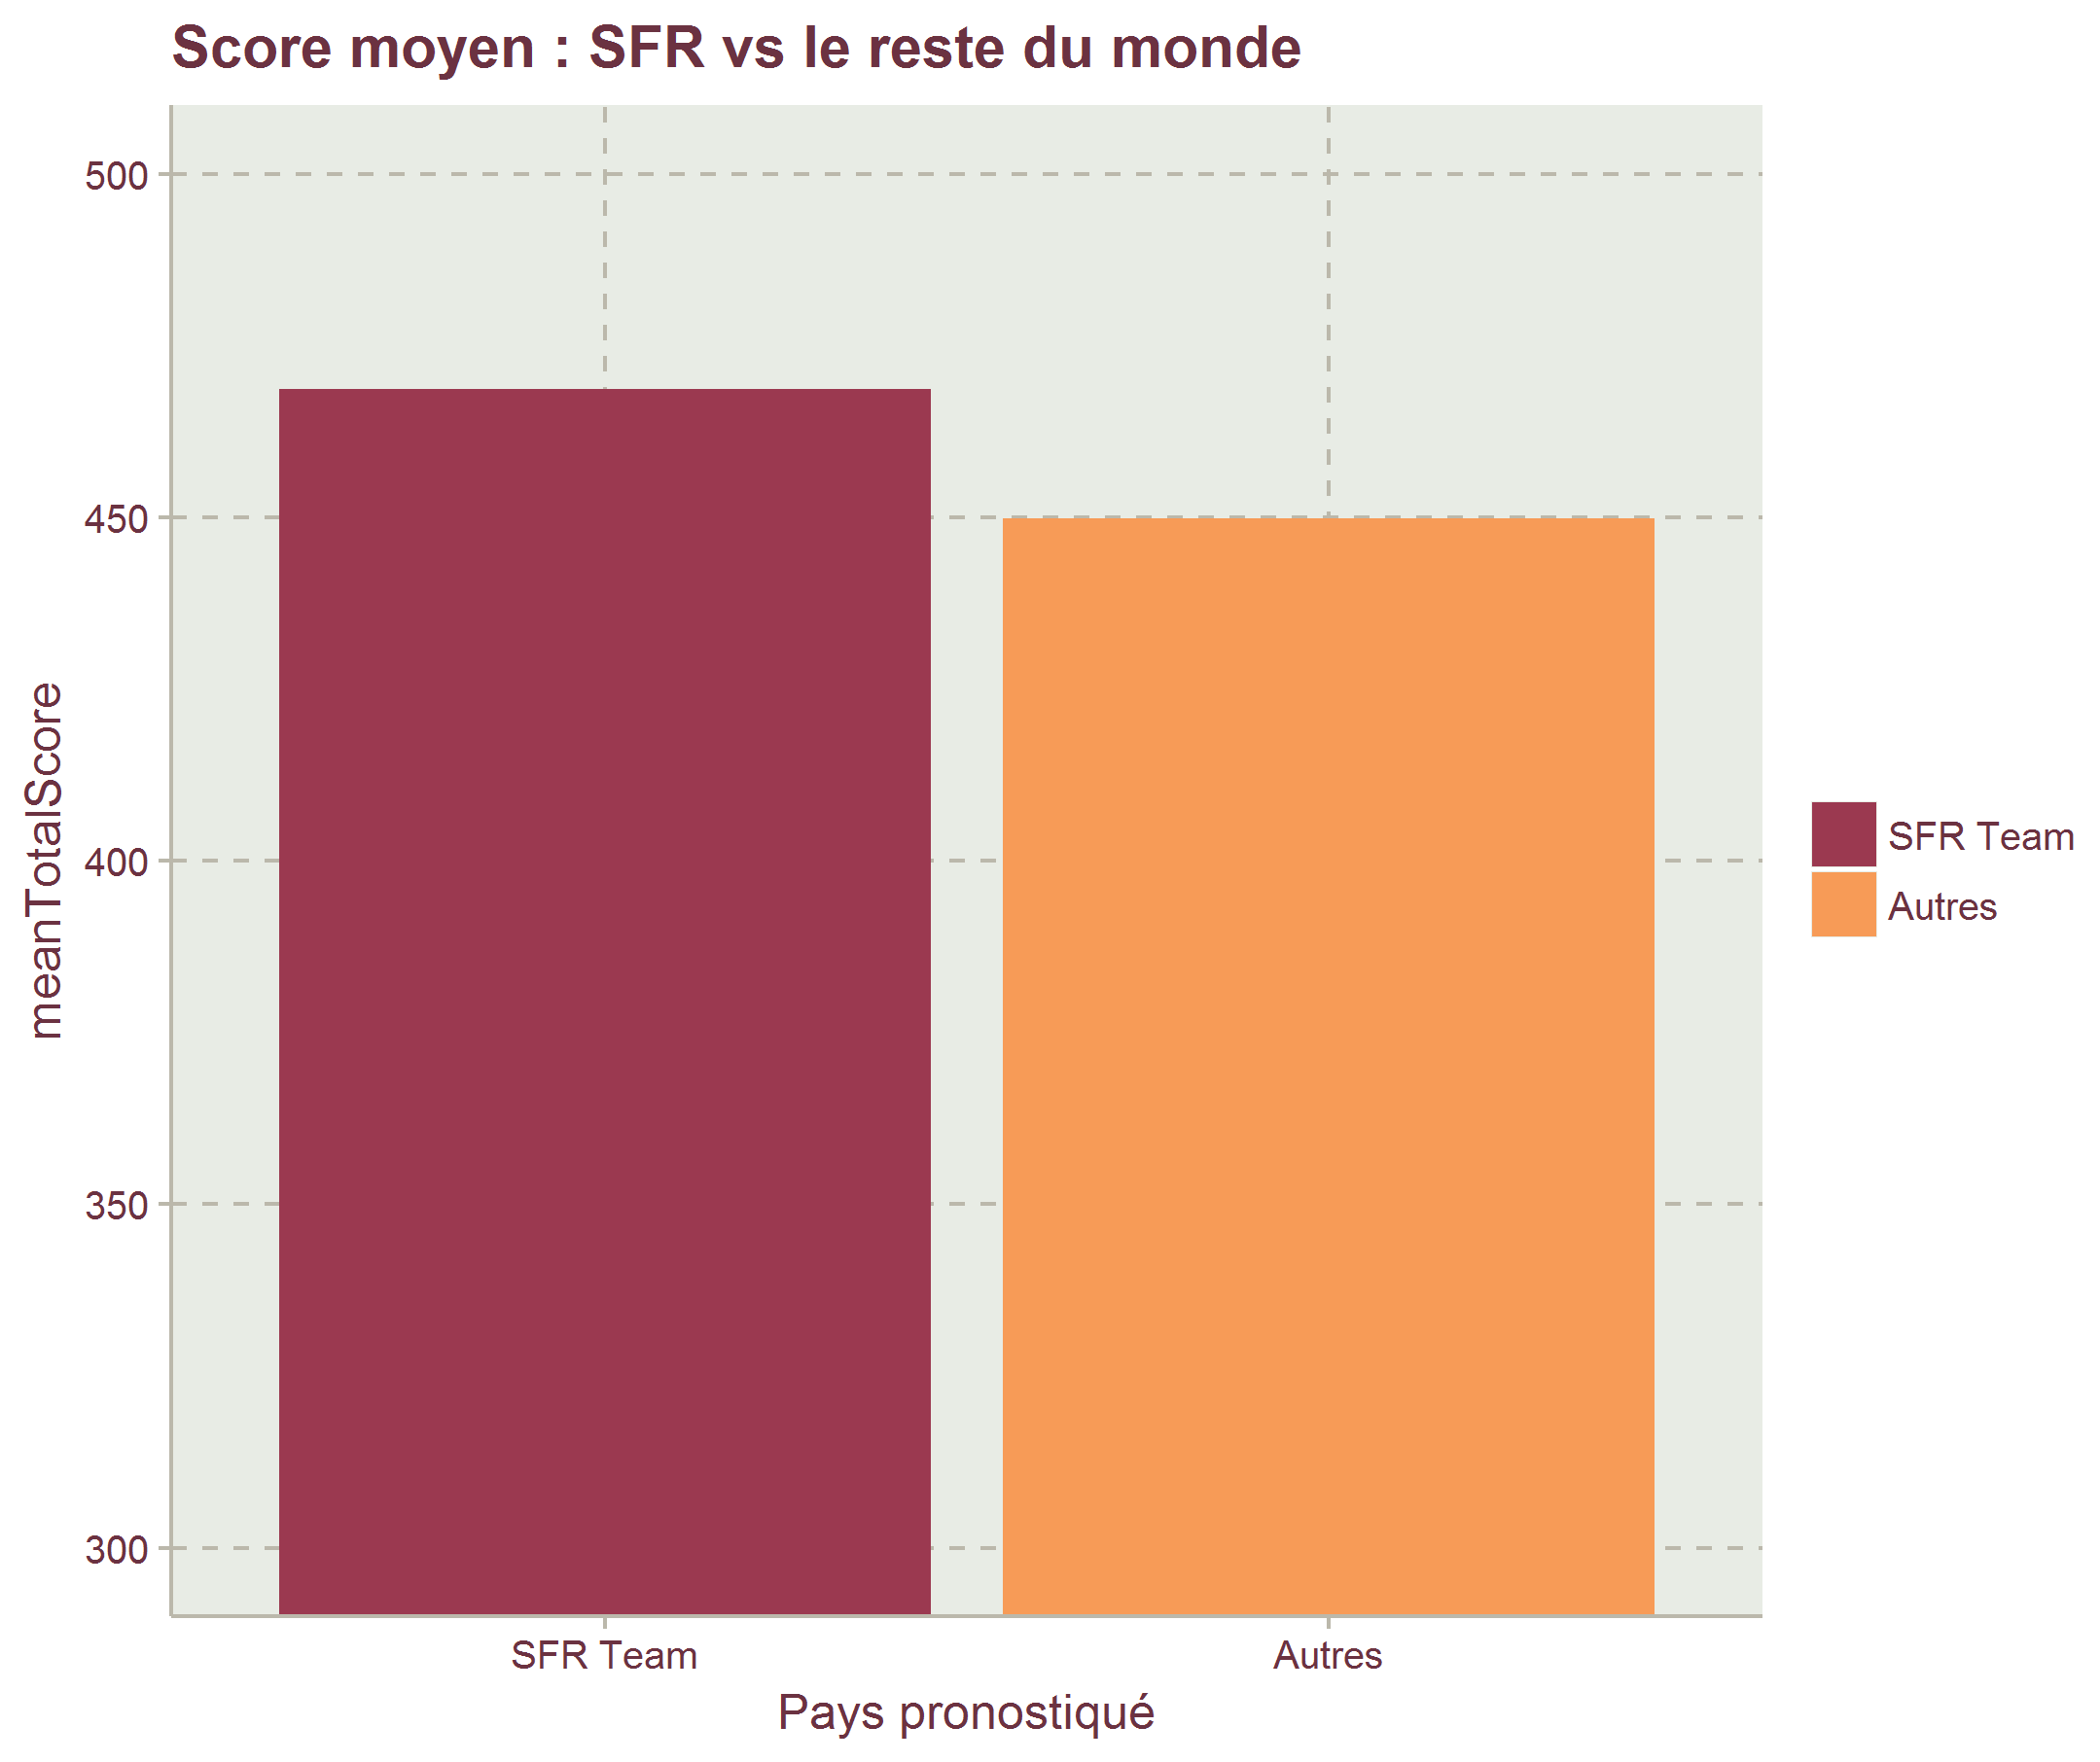 Score moyen : SFR vs le reste du monde
meanTotalScore
500
450
400
350
300
SFR Team
Autres
Pays pronostiqué
SFR Team
Autres